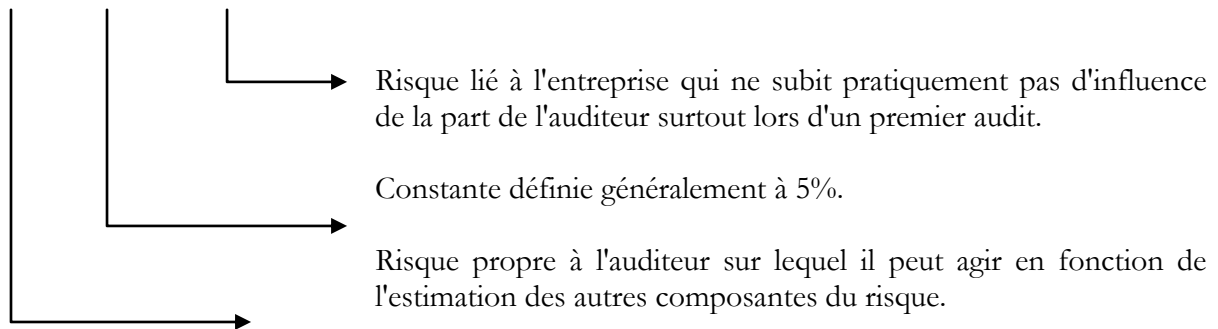 Risque lié à l'entreprise qui ne subit pratiquement pas d'influence
de la part de l'auditeur surtout lors d'un premier audit.
Constante définie généralement à 5%.
Risque propre à l'auditeur sur lequel il peut agir en fonction de
l'estimation des autres composantes du risque.